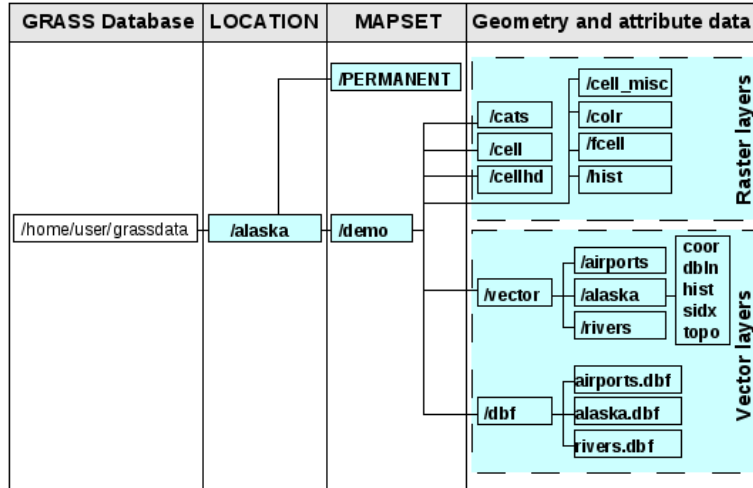 GRASS Database
LOCATION
MAPSET
Geometry and attribute data
/PERMANENT
/cell_misc
/cats
/colr
/cell
/fcell
/cellhd
/hist
Raster layers
/home/user/grassdata
/alaska
/demo
/vector
/airports
/alaska
/rivers
coor
dbln
hist
sidx
topo
/dbf
airports.dbf
alaska.dbf
rivers.dbf
Vector layers